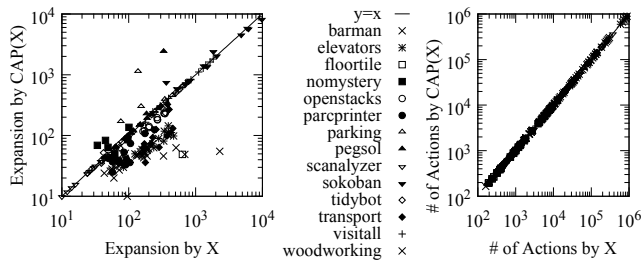 Expansion by CAP(X)
10^4
10^3
10^2
10^1
10^1
10^2
10^3
10^4
Expansion by X
y=x
barman
elevators
floortile
nomystery
openstacks
parcprinter
parking
pegsol
scanalyzer
sokoban
tidybot
transport
visitall
woodworking
# of Actions by CAP(X)
10^6
10^5
10^4
10^3
10^2
10^2
10^3
10^4
10^5
10^6
# of Actions by X